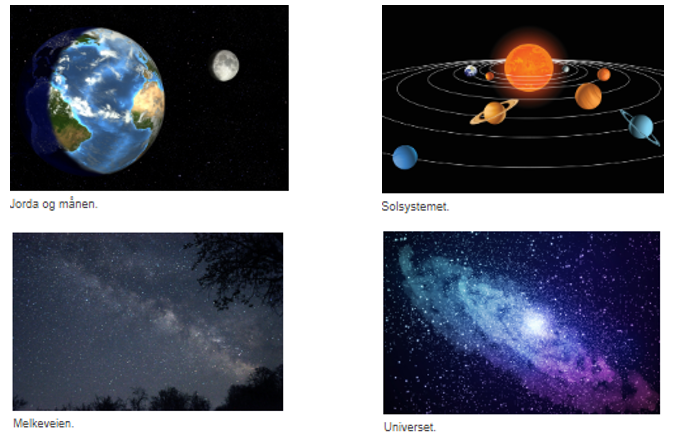 Jorda og månen.
Solsystemet.
Melkeveien.
Universet.